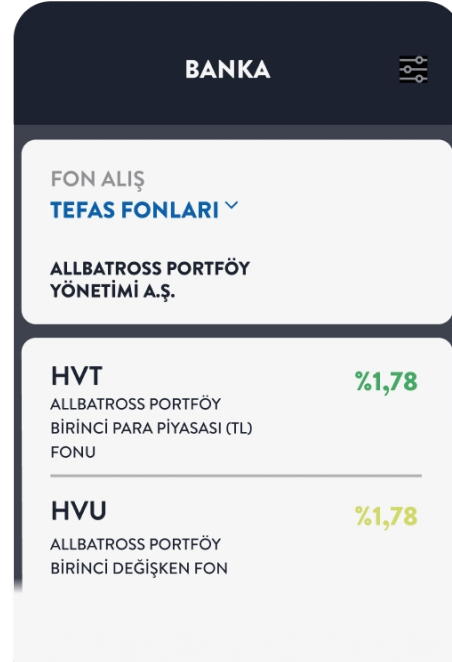 BANKA
FON ALIŞ
TEFAS FONLARI
ALLBATROSS PORTFÖY
YÖNETİMİ A.Ş.
HVT
%1,78
ALLBATROSS PORTFÖY
BİRİNCİ PARA PİYASASI (TL)
FONU
HVU
%1,78
ALLBATROSS PORTFÖY
BİRİNCİ DEĞİŞKEN FON